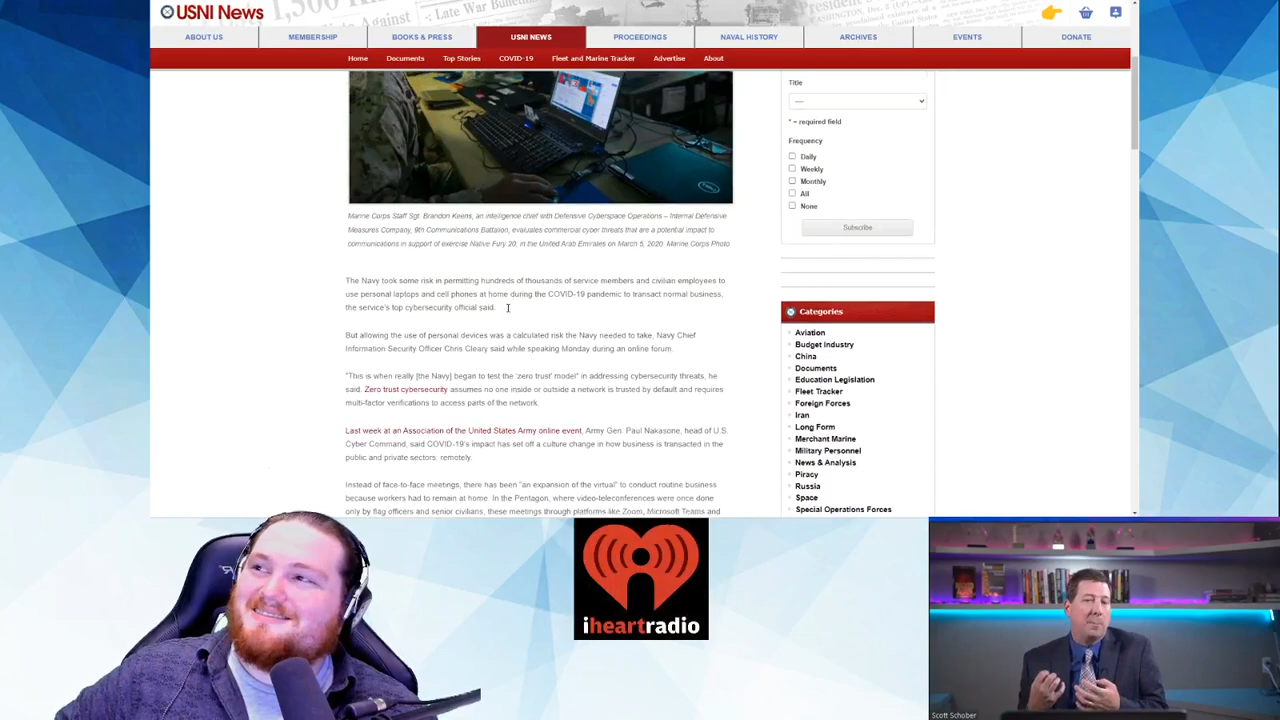 USNI News
Late War Bulletin
Against
ABOUT US
MEMBERSHIP
BOOKS & PRESS
USNI NEWS
PROCEEDINGS
NAVAL HISTORY
ARCHIVES
EVENTS
DONATE
Home
Documents
Top Stories
COVID-19
Fleet and Marine Tracker
Advertise
About
DELL
Marine Corps Staff Sgt. Brandon Keens, an intelligence chief with Defensive Cyberspace Operations – Internal Defensive
Measures Company, 9th Communications Battalion, evaluates commercial cyber threats that are a potential impact to
communications in support of exercise Native Fury 20, in the United Arab Emirates on March 5, 2020. Marine Corps Photo
The Navy took some risk in permitting hundreds of thousands of service members and civilian employees to
use personal laptops and cell phones at home during the COVID-19 pandemic to transact normal business,
the service's top cybersecurity official said.
But allowing the use of personal devices was a calculated risk the Navy needed to take, Navy Chief
Information Security Officer Chris Cleary said while speaking Monday during an online forum.
"This is when really [the Navy] began to test the 'zero trust' model" in addressing cybersecurity threats, he
said. Zero trust cybersecurity assumes no one inside or outside a network is trusted by default and requires
multi-factor verifications to access parts of the network.
Last week at an Association of the United States Army online event, Army Gen. Paul Nakasone, head of U.S.
Cyber Command, said COVID-19's impact has set off a culture change in how business is transacted in the
public and private sectors: remotely.
Instead of face-to-face meetings, there has been "an expansion of the virtual" to conduct routine business
because workers had to remain at home. In the Pentagon, where video-teleconferences were once done
only by flag officers and senior civilians, these meetings through platforms like Zoom, Microsoft Teams and
Title
----
* = required field
Frequency
Daily
Weekly
Monthly
All
None
Subscribe
Categories
Aviation
Budget Industry
China
Documents
Education Legislation
Fleet Tracker
Foreign Forces
Iran
Long Form
Merchant Marine
Military Personnel
News & Analysis
Piracy
Russia
Space
Special Operations Forces
iheartradio
Scott Schober